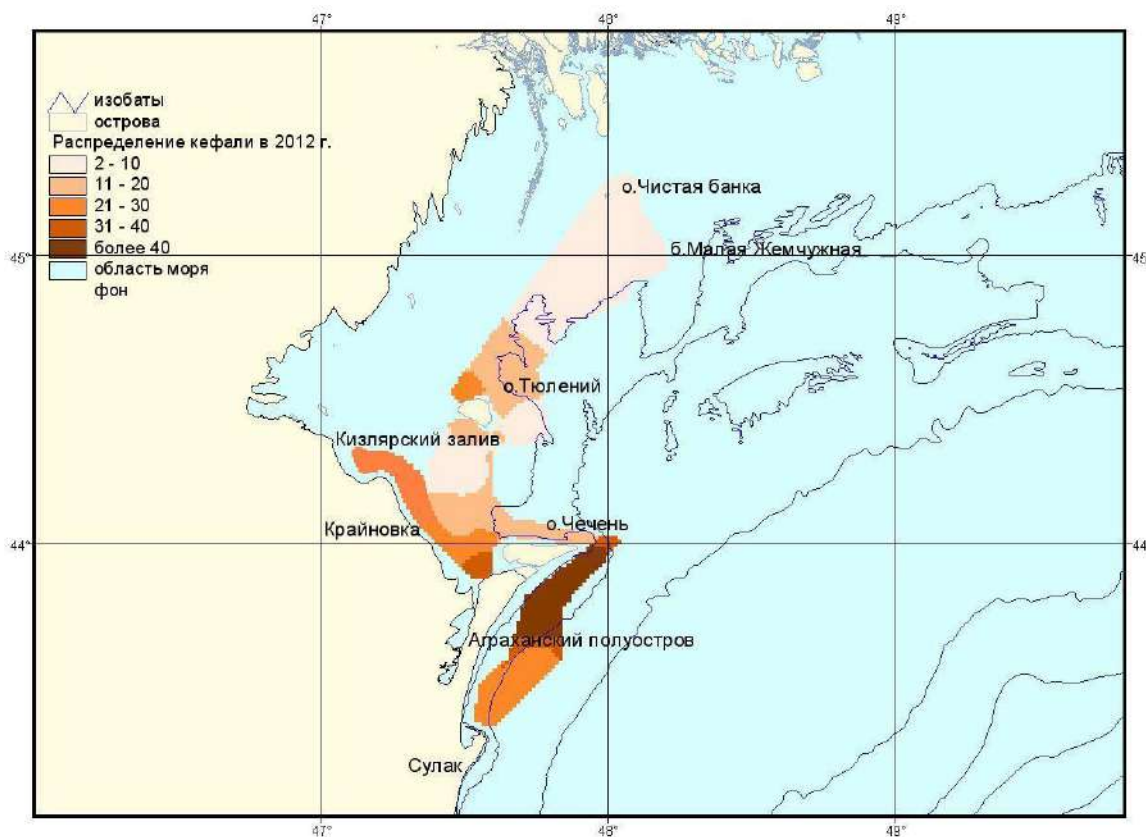 47°
48°
49°
изобаты
острова
Распределение кефали в 2012 г.
2 - 10
11 - 20
21 - 30
31 - 40
более 40
область моря
фон
о.Чистая банка
б.Малая Жемчужная
45°
45°
о.Тюлений
Кизлярский залив
Крайновка
о.Чечень
44°
44°
Аграханский полуостров
Сулак
47°
48°
49°